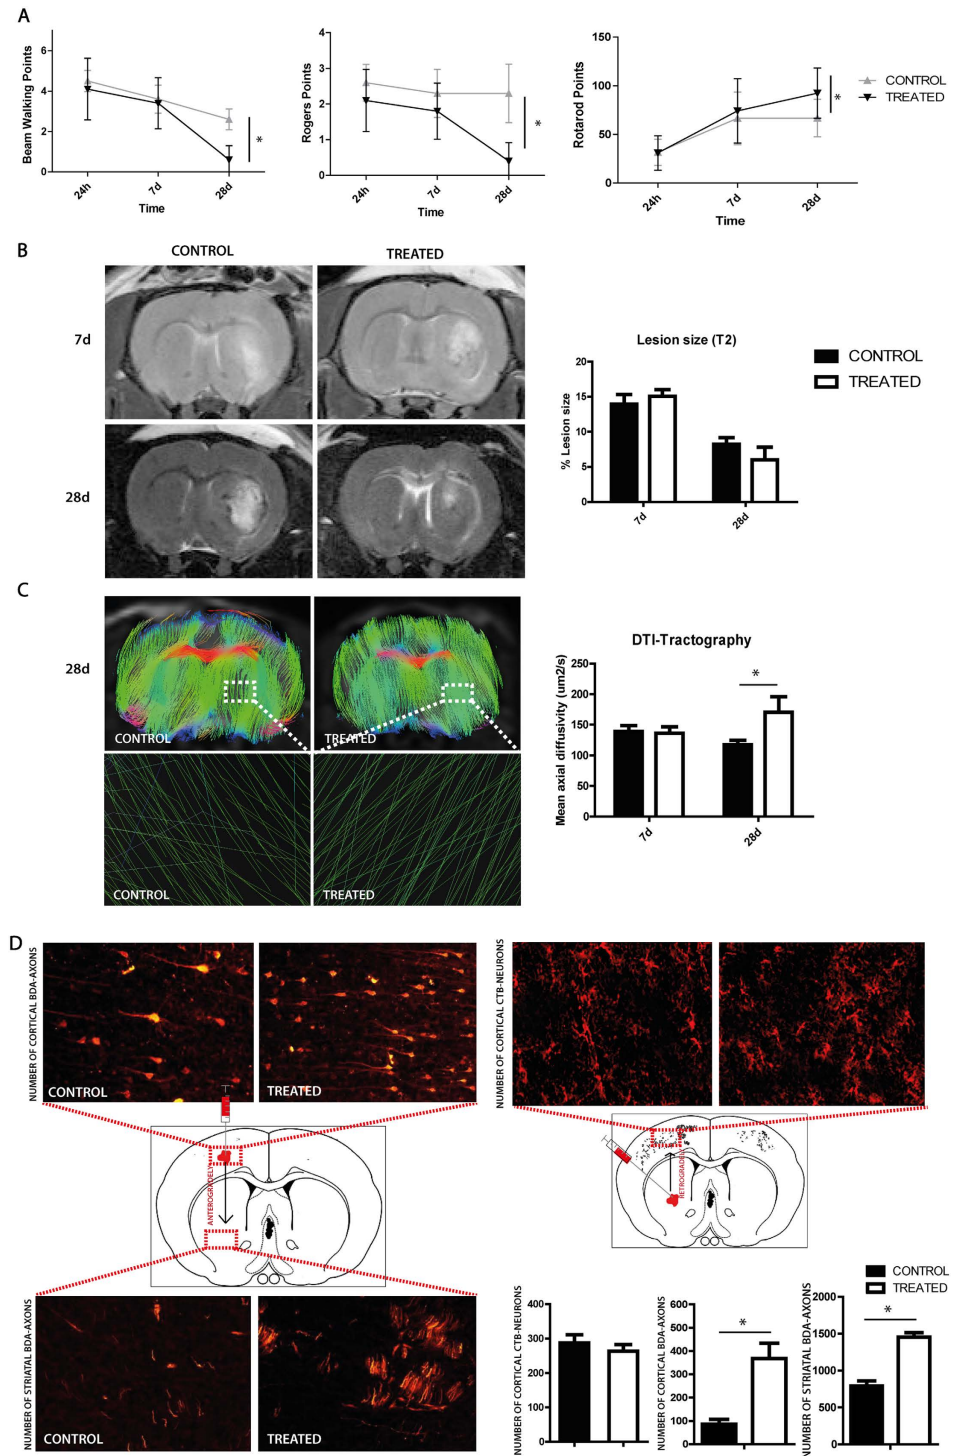 A
Beam Walking Points
6
4
2
0
24h
7d
28d
Time
*
Rogers Points
4
3
2
1
0
24h
7d
28d
Time
*
Rotarod Points
150
100
50
0
24h
7d
28d
Time
*
CONTROL
TREATED
B
CONTROL
TREATED
7d
28d
Lesion size (T2)
% Lesion size
20
15
10
5
0
7d
28d
CONTROL
TREATED
C
28d
CONTROL
TREATED
CONTROL
TREATED
DTI-Tractography
Mean axial diffusivity (um2/s)
250
200
150
100
50
0
7d
28d
*
D
NUMBER OF CORTICAL BDA-AXONS
CONTROL
TREATED
NUMBER OF CORTICAL CTB-NEURONS
ANTEROGRADELY
RETROGRADELY
NUMBER OF STRIATAL BDA-AXONS
CONTROL
TREATED
NUMBER OF CORTICAL CTB-NEURONS
400
300
200
100
0
NUMBER OF CORTICAL BDA-AXONS
600
500
400
300
200
100
0
*
CONTROL
TREATED
NUMBER OF STRIATAL BDA-AXONS
2000
1500
1000
500
0
*